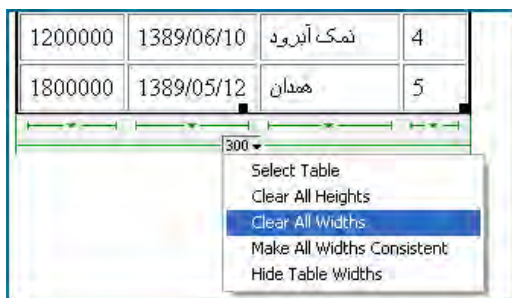 4 نمک آبرود 1389/06/10 1200000
5 همدان 1389/05/12 1800000
300
Select Table
Clear All Heights
Clear All Widths
Make All Widths Consistent
Hide Table Widths